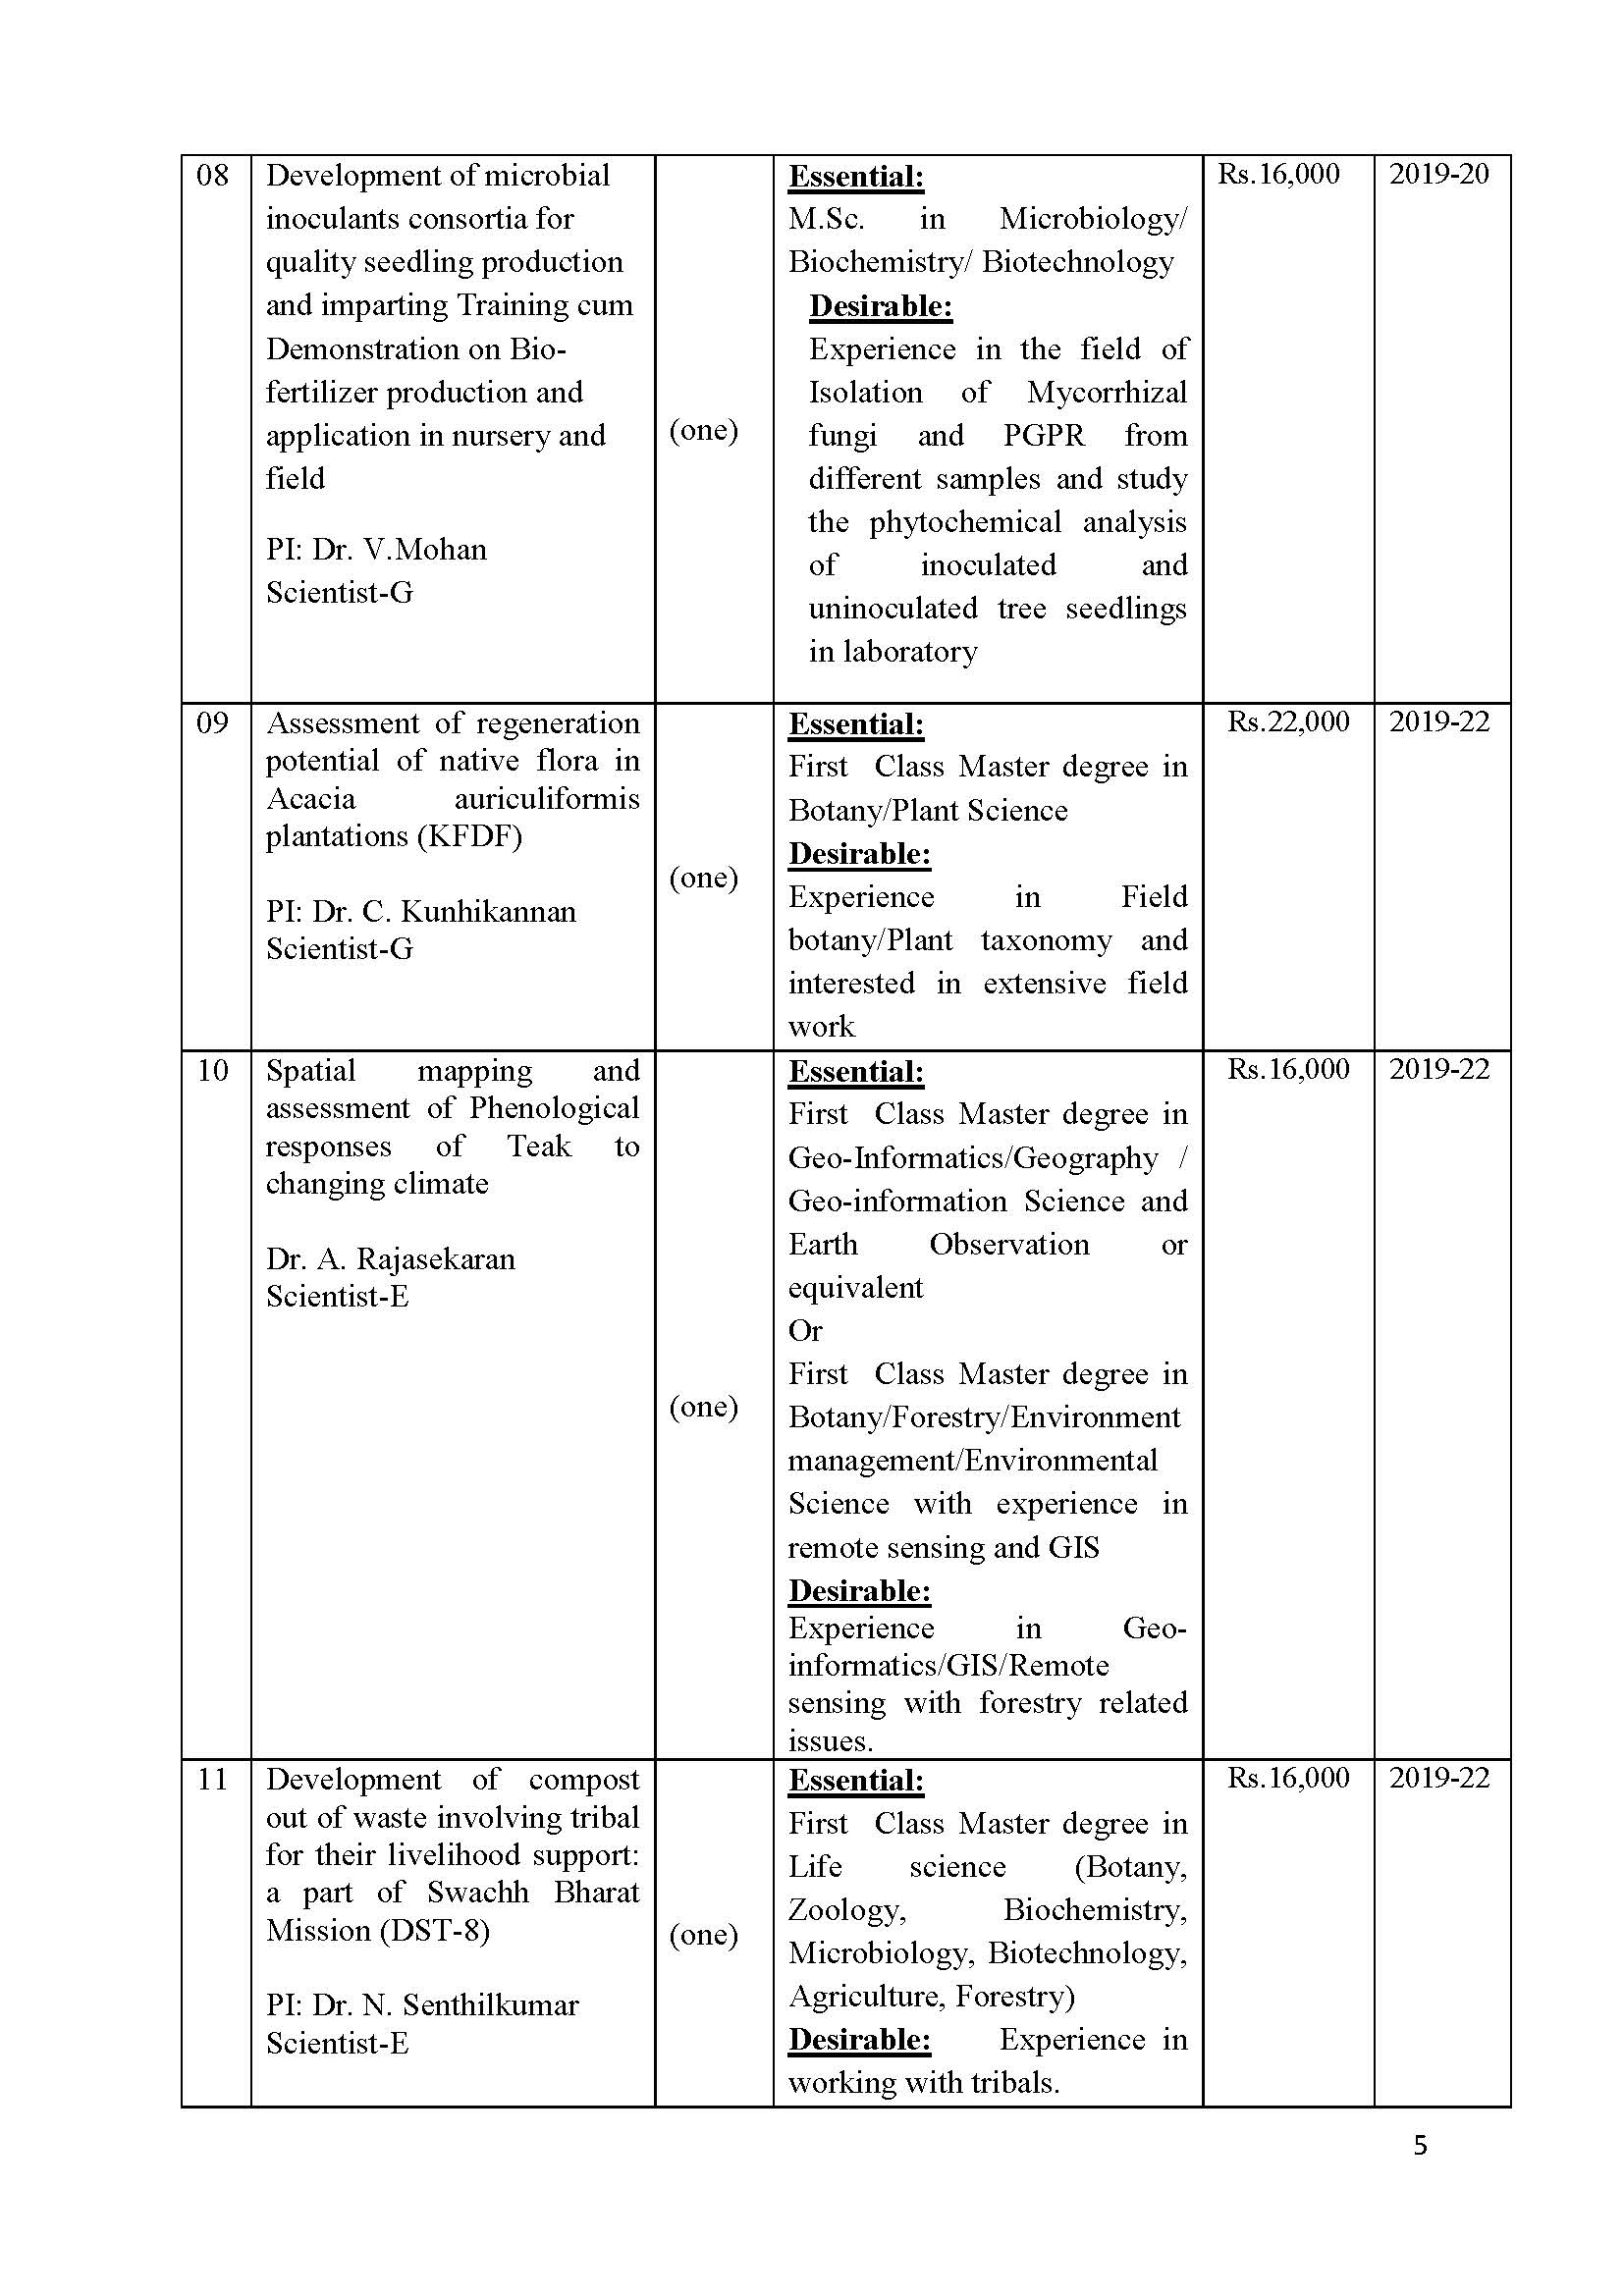 08
Development of microbial
inoculants consortia for
quality seedling production
and imparting Training cum
Demonstration on Bio-
fertilizer production and
application in nursery and
field
PI: Dr. V.Mohan
Scientist-G
(one)
Essential:
M.Sc. in Microbiology/
Biochemistry/ Biotechnology
Desirable:
Experience in the field of
Isolation of Mycorrhizal
fungi and PGPR from
different samples and study
the phytochemical analysis
of inoculated and
uninoculated tree seedlings
in laboratory
Rs.16,000
2019-20
09
Assessment of regeneration
potential of native flora in
Acacia auriculiformis
plantations (KFDF)
PI: Dr. C. Kunhikannan
Scientist-G
(one)
Essential:
First Class Master degree in
Botany/Plant Science
Desirable:
Experience in Field
botany/Plant taxonomy and
interested in extensive field
work
Rs.22,000
2019-22
10
Spatial mapping and
assessment of Phenological
responses of Teak to
changing climate
Dr. A. Rajasekaran
Scientist-E
(one)
Essential:
First Class Master degree in
Geo-Informatics/Geography /
Geo-information Science and
Earth Observation or
equivalent
Or
First Class Master degree in
Botany/Forestry/Environment
management/Environmental
Science with experience in
remote sensing and GIS
Desirable:
Experience in Geo-
informatics/GIS/Remote
sensing with forestry related
issues.
Rs.16,000
2019-22
11
Development of compost
out of waste involving tribal
for their livelihood support:
a part of Swachh Bharat
Mission (DST-8)
PI: Dr. N. Senthilkumar
Scientist-E
(one)
Essential:
First Class Master degree in
Life science (Botany,
Zoology, Biochemistry,
Microbiology, Biotechnology,
Agriculture, Forestry)
Desirable: Experience in
working with tribals.
Rs.16,000
2019-22
5